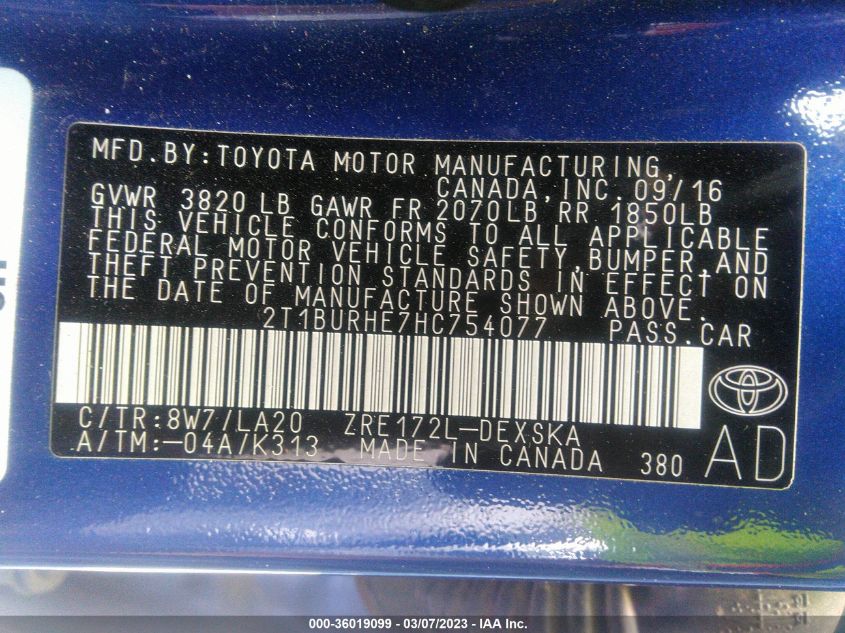 MFD.BY:TOYOTA MOTOR MANUFACTURING,
CANADA,INC. 09/16
GVWR 3820 LB GAWR FR 2070LB RR 1850LB
THIS VEHICLE CONFORMS TO ALL APPLICABLE
FEDERAL MOTOR VEHICLE SAFETY,BUMPER,AND
THEFT PREVENTION STANDARDS IN EFFECT ON
THE DATE OF MANUFACTURE SHOWN ABOVE.
2T1BURHE7HC754077 PASS.CAR
C/TR:8W7/LA20 ZRE172L-DEXSKA
A/TM:-04A/K313 MADE IN CANADA 380 AD
000-36019099 — 03/07/2023 — IAA Inc.